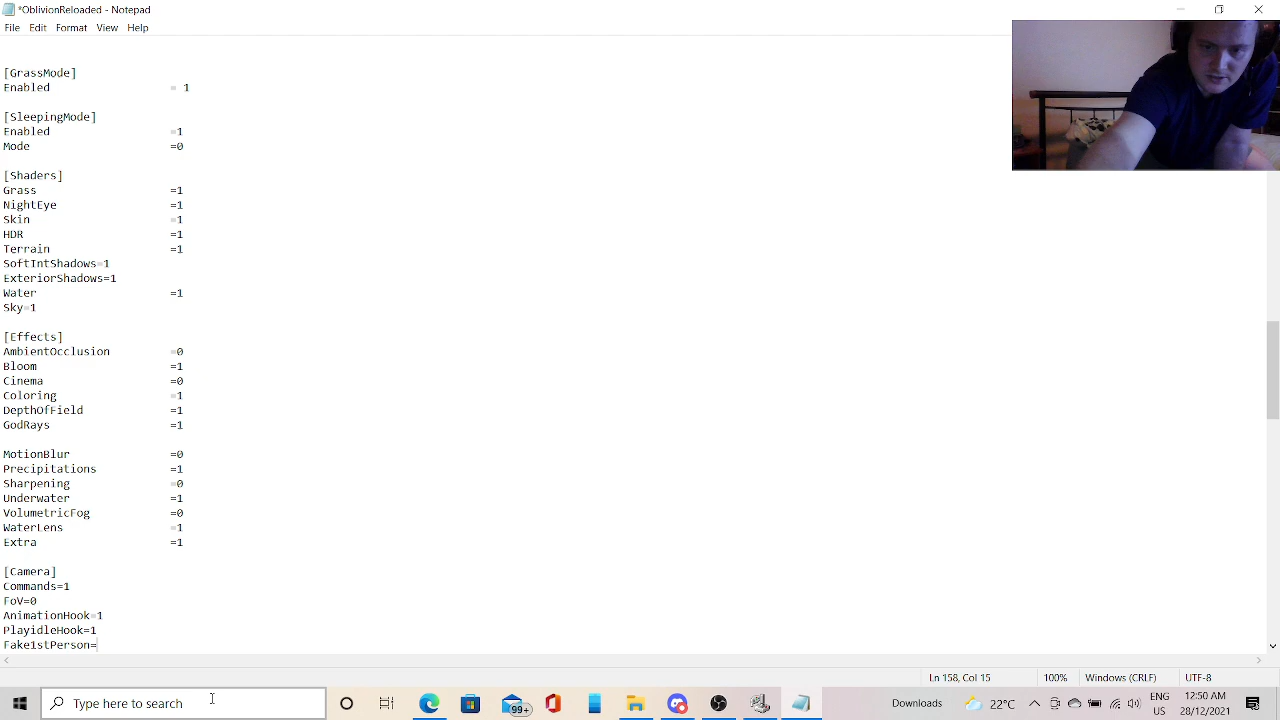 *OblivionReloaded - Notepad
File Edit Format View Help
[GrassMode]
Enabled = 1
[SleepingMode]
Enabled =1
Mode =0
[Shaders]
Grass =1
NightEye =1
Skin =1
HDR =1
Terrain =1
SoftTntShadows=1
ExteriorShadows=1
Water =1
Sky=1
[Effects]
AmbientOcclusion =0
Bloom =1
Cinema =0
Coloring =1
DepthOfField =1
GodRays =1
MotionBlur =0
Precipitations =1
Sharpening =0
Underwater =1
VolumetricFog =0
WaterLens =1
Extra =1
[Camera]
Commands=1
FoV=0
AnimationHook=1
PlayidleHook=1
Fake1stPerson=
Ln 158, Col 15 100% Windows (CRLF) UTF-8
Type here to search 99+ Downloads 22°C ENG US 12:50 AM 28/12/2021